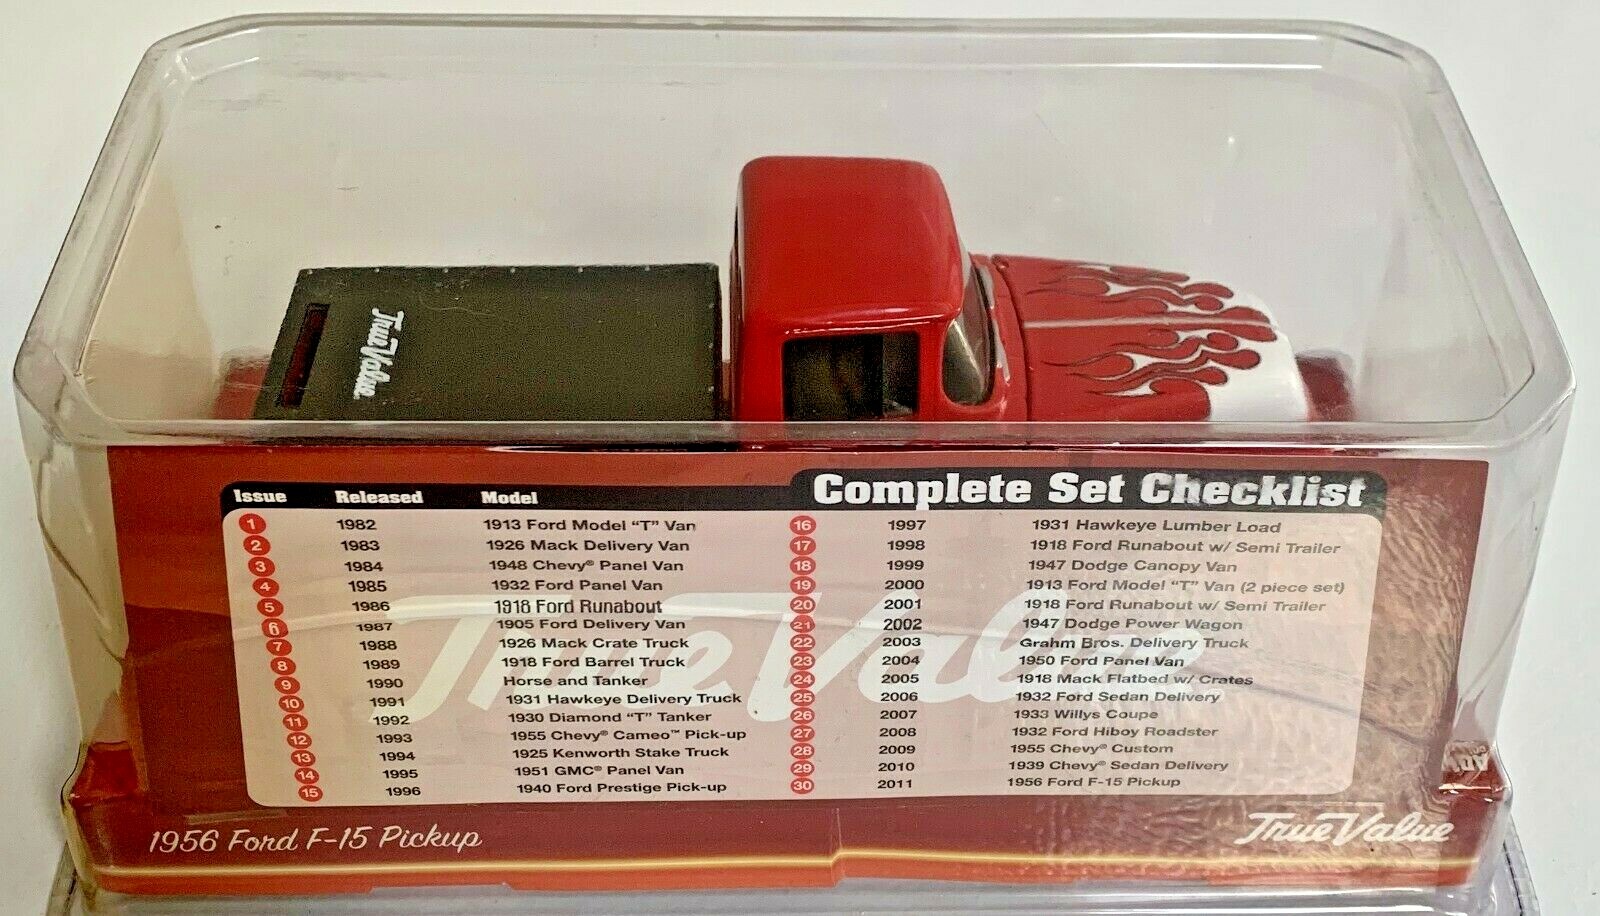 True Value
Issue Released Model Complete Set Checklist
1 1982 1913 Ford Model “T” Van
2 1983 1926 Mack Delivery Van
3 1984 1948 Chevy® Panel Van
4 1985 1932 Ford Panel Van
5 1986 1918 Ford Runabout
6 1987 1905 Ford Delivery Van
7 1988 1926 Mack Crate Truck
8 1989 1918 Ford Barrel Truck
9 1990 Horse and Tanker
10 1991 1931 Hawkeye Delivery Truck
11 1992 1930 Diamond “T” Tanker
12 1993 1955 Chevy® Cameo™ Pick-up
13 1994 1925 Kenworth Stake Truck
14 1995 1951 GMC® Panel Van
15 1996 1940 Ford Prestige Pick-up
16 1997 1931 Hawkeye Lumber Load
17 1998 1918 Ford Runabout w/ Semi Trailer
18 1999 1947 Dodge Canopy Van
19 2000 1913 Ford Model “T” Van (2 piece set)
20 2001 1918 Ford Runabout w/ Semi Trailer
21 2002 1947 Dodge Power Wagon
22 2003 Grahm Bros. Delivery Truck
23 2004 1950 Ford Panel Van
24 2005 1918 Mack Flatbed w/ Crates
25 2006 1932 Ford Sedan Delivery
26 2007 1933 Willys Coupe
27 2008 1932 Ford Hiboy Roadster
28 2009 1955 Chevy® Custom
29 2010 1939 Chevy® Sedan Delivery
30 2011 1956 Ford F-15 Pickup
True Value
1956 Ford F-15 Pickup
True Value